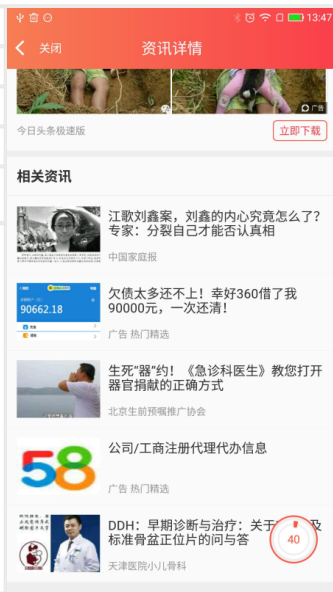 13:47
关闭
资讯详情
广告
今日头条极速版
立即下载
相关资讯
江歌刘鑫案，刘鑫的内心究竟怎么了？
专家：分裂自己才能否认真相
中国家庭报
欠债太多还不上！幸好360借了我
90000元，一次还清！
90662.18
广告 热门精选
生死”器”约！《急诊科医生》教您打开
器官捐献的正确方式
北京生前预嘱推广协会
公司/工商注册代理代办信息
58
广告 热门精选
DDH：早期诊断与治疗：关于
及
标准骨盆正位片的问与答
天津医院小儿骨科
40